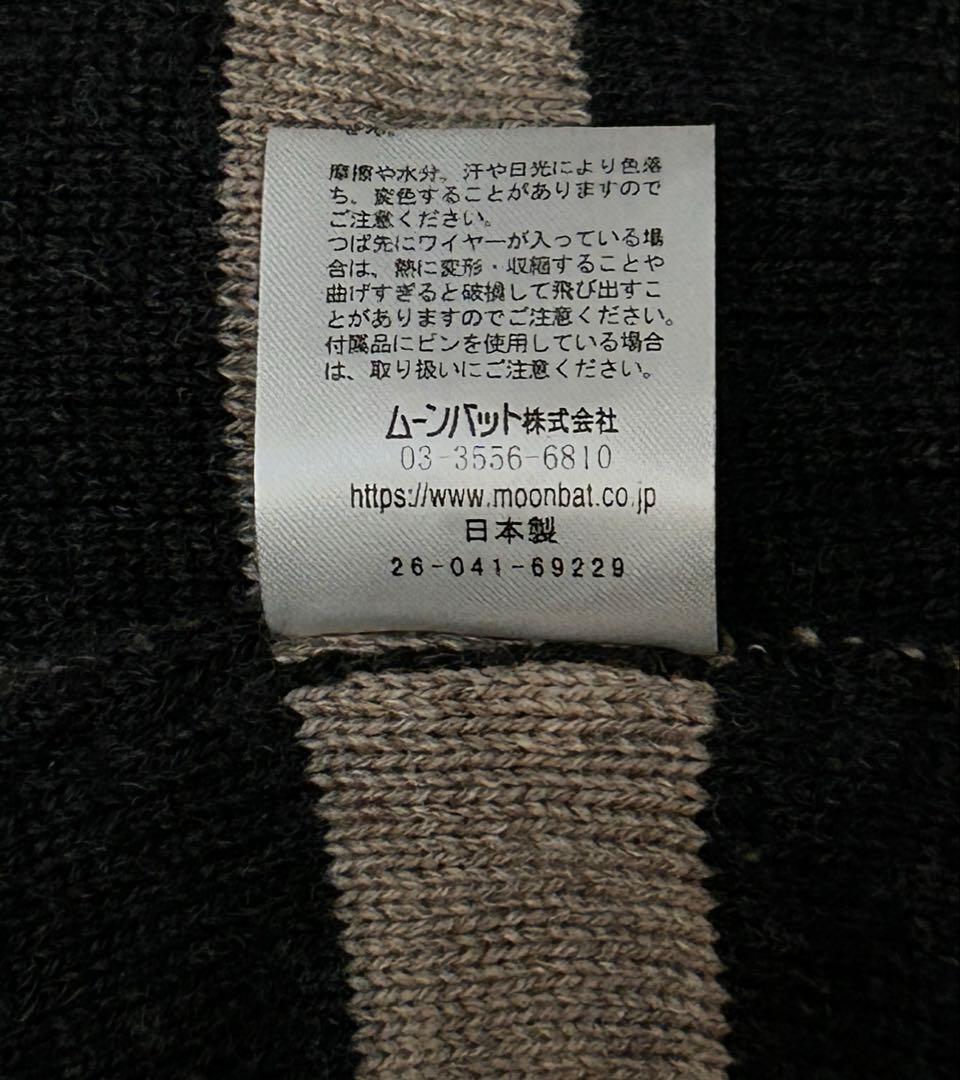 摩擦や水分、汗や日光により色落
ち、変色することがありますので
ご注意ください。
つば先にワイヤーが入っている場
合は、熱に変形・収縮することや
曲げすぎると破損して飛び出すこ
とがありますのでご注意ください。
付属品にピンを使用している場合
は、取り扱いにご注意ください。
ムーンバット株式会社
03-3556-6810
https://www.moonbat.co.jp
日本製
26-041-69229